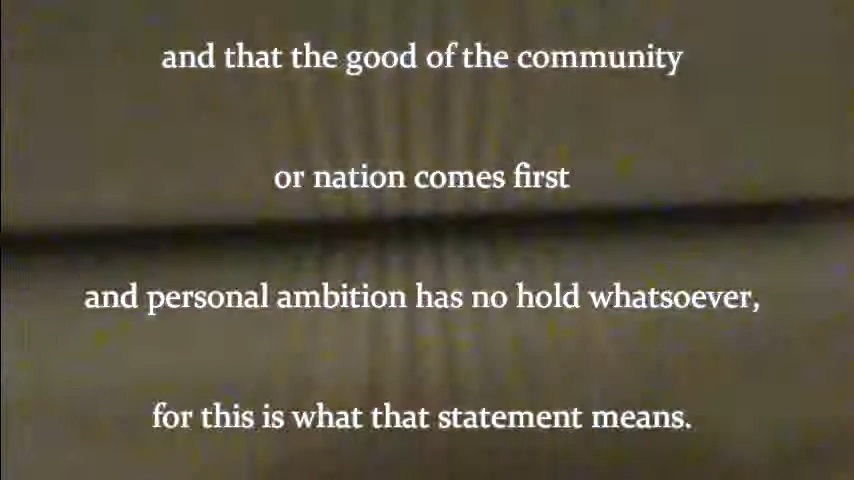 and that the good of the community
or nation comes first
and personal ambition has no hold whatsoever,
for this is what that statement means.